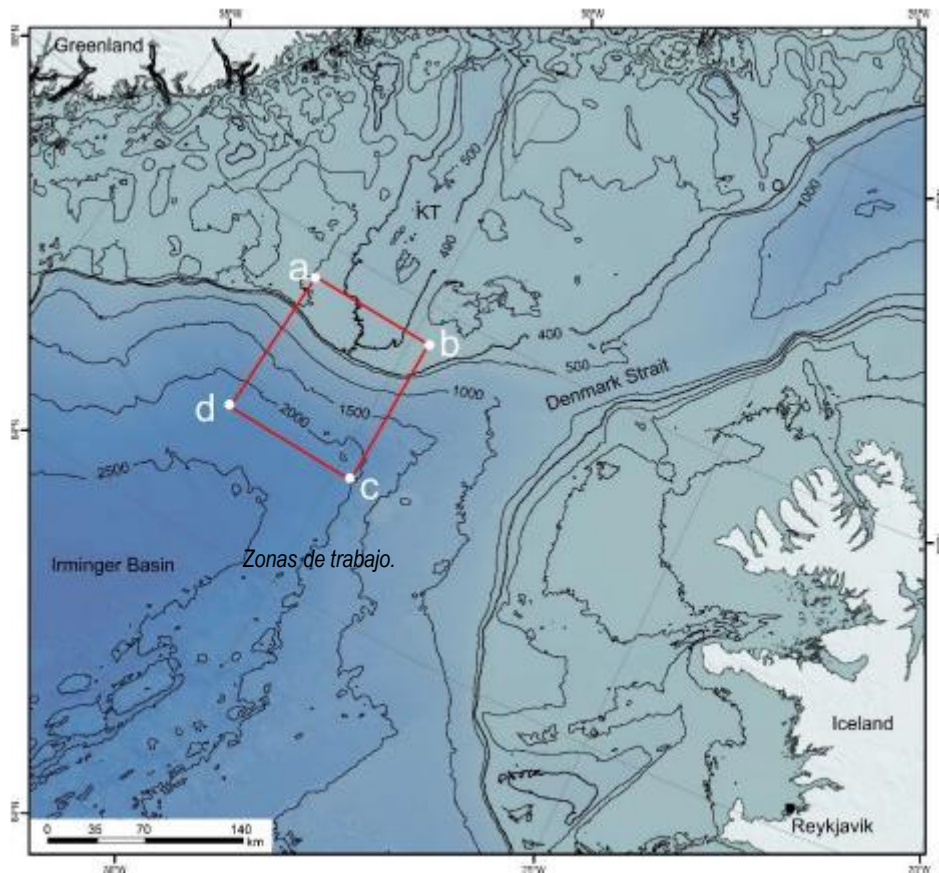 Greenland
500
KT
1000
400
a
b
400
500
Denmark Strait
1000
1500
2000
d
c
2500
Zonas de trabajo.
Irminger Basin
Iceland
Reykjavik
0 35 70 140
km